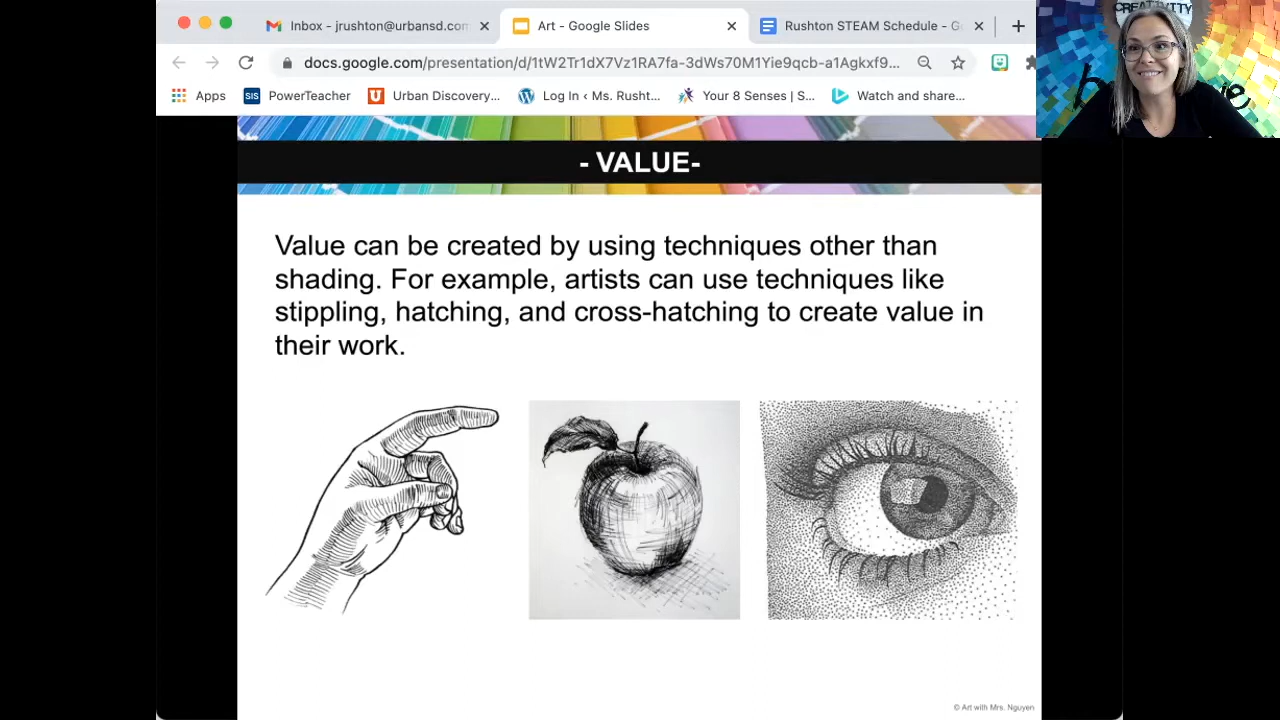 Inbox - jrushton@urbansd.con
Art - Google Slides
Rushton STEAM Schedule - G
docs.google.com/presentation/d/1tW2Tr1dX7Vz1RA7fa-3dWs70M1Yie9qcb-a1Agkxf9...
Apps
SIS PowerTeacher
Urban Discovery...
Log In ‹ Ms. Rusht...
Your 8 Senses | S...
Watch and share...
CREATIVITY
- VALUE-
Value can be created by using techniques other than
shading. For example, artists can use techniques like
stippling, hatching, and cross-hatching to create value in
their work.
© Art with Mrs. Nguyen